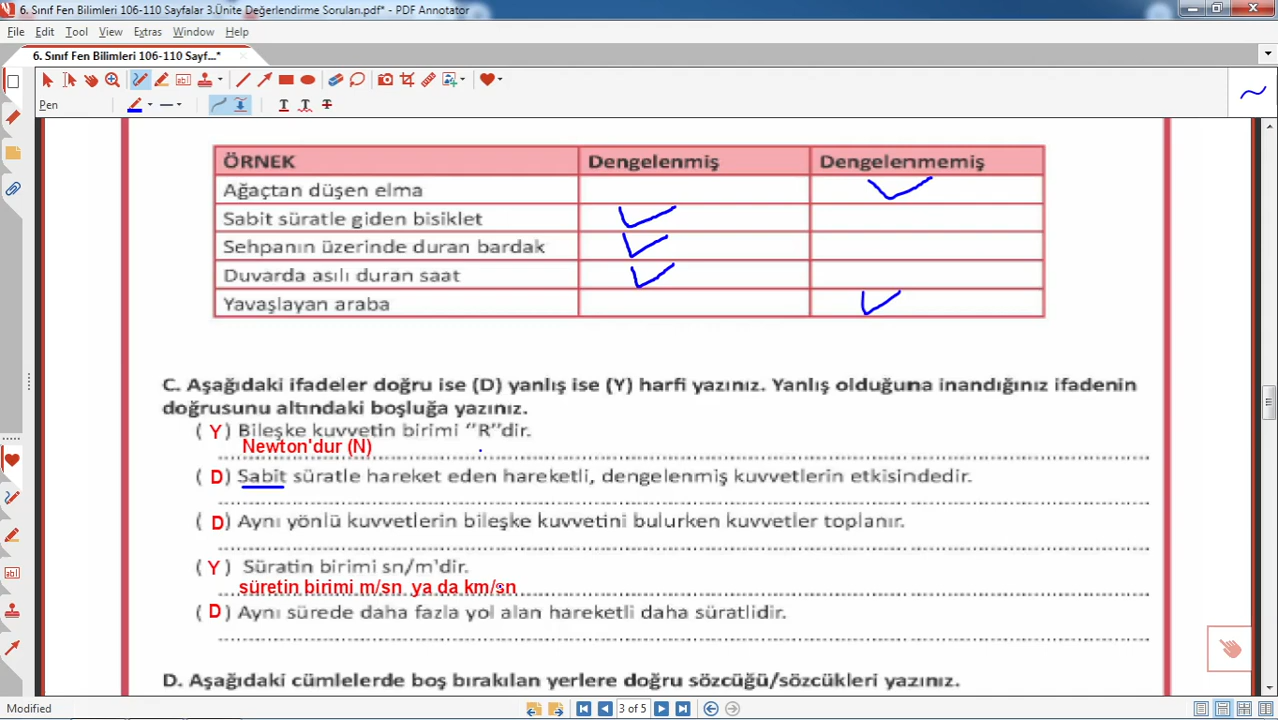 6. Sınıf Fen Bilimleri 106-110 Sayfalar 3.Ünite Değerlendirme Soruları.pdf* - PDF Annotator
File Edit Tool View Extras Window Help
6. Sınıf Fen Bilimleri 106-110 Sayf...*
Pen
ÖRNEK Dengelenmiş Dengelenmemiş
Ağaçtan düşen elma
Sabit süratle giden bisiklet
Sehpanın üzerinde duran bardak
Duvarda asılı duran saat
Yavaşlayan araba
C. Aşağıdaki ifadeler doğru ise (D) yanlış ise (Y) harfi yazınız. Yanlış olduğuna inandığınız ifadenin
doğrusunu altındaki boşluğa yazınız.
( Y ) Bileşke kuvvetin birimi “R”dir.
Newton'dur (N)
( D ) Sabit süratle hareket eden hareketli, dengelenmiş kuvvetlerin etkisindedir.
( D ) Aynı yönlü kuvvetlerin bileşke kuvvetini bulurken kuvvetler toplanır.
( Y ) Süratin birimi sn/m'dir.
süretin birimi m/sn ya da km/sn
( D ) Aynı sürede daha fazla yol alan hareketli daha süratlidir.
D. Aşağıdaki cümlelerde boş bırakılan yerlere doğru sözcüğü/sözcükleri yazınız.
Modified 3 of 5